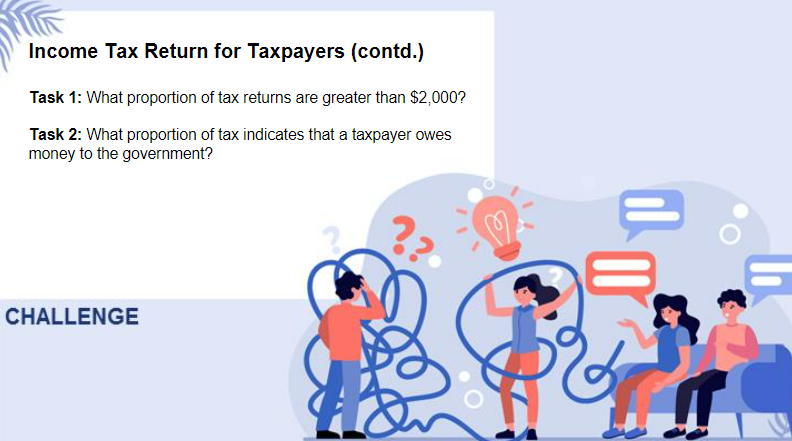 Income Tax Return for Taxpayers (contd.)
Task 1: What proportion of tax returns are greater than $2,000?
Task 2: What proportion of tax indicates that a taxpayer owes
money to the government?
? ? ?
?
CHALLENGE